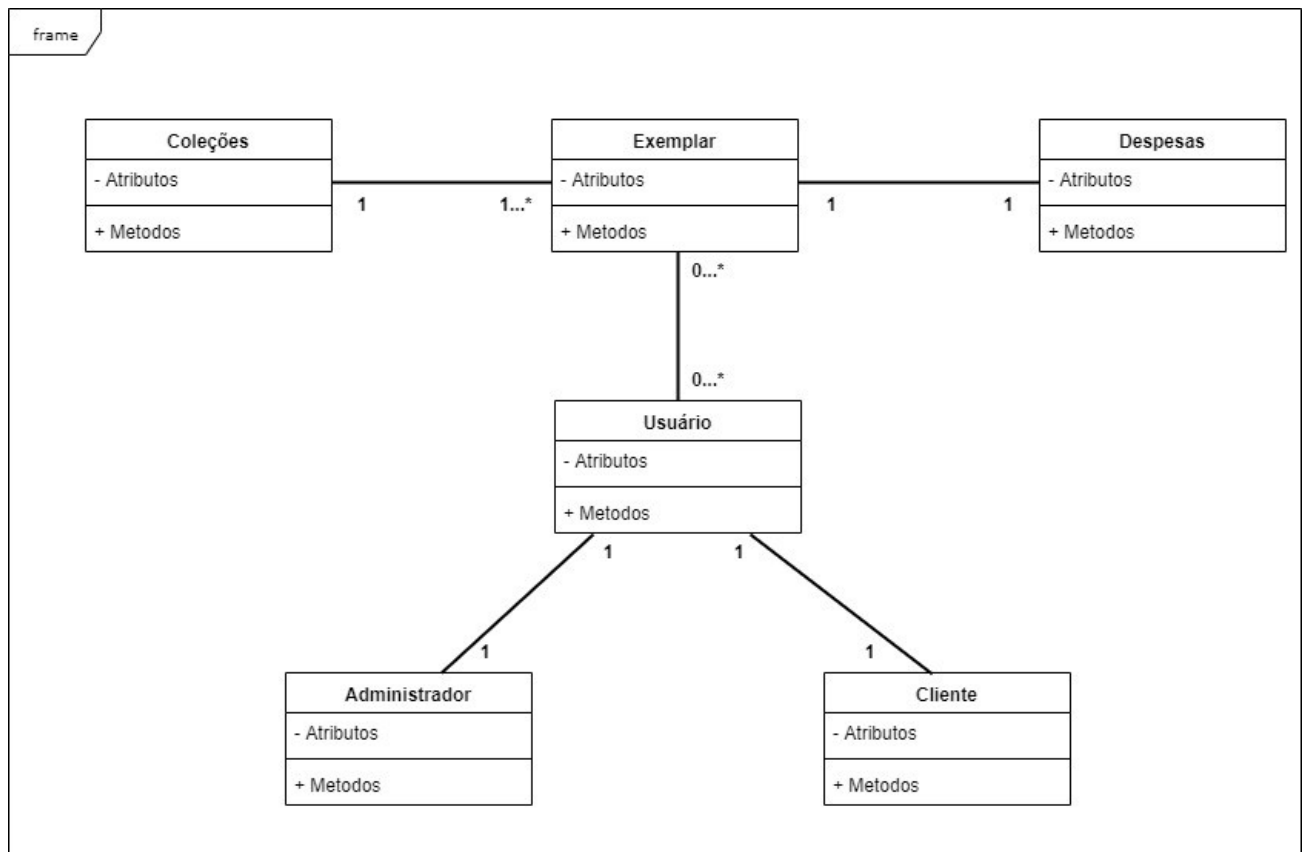 frame
Coleções
- Atributos
+ Metodos
1
1...*
Exemplar
- Atributos
+ Metodos
1
1
Despesas
- Atributos
+ Metodos
0...*
0...*
Usuário
- Atributos
+ Metodos
1
1
1
1
Administrador
- Atributos
+ Metodos
Cliente
- Atributos
+ Metodos